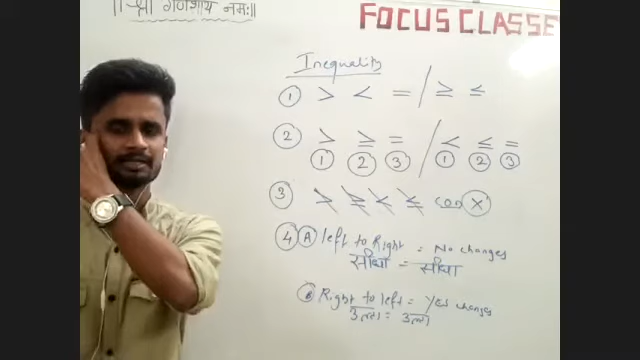 ॥श्री गणेशाय नमः॥
FOCUS CLASSE
Inequality
① > < = / ≥ ≤
② > ≥ = / < ≤ =
① ② ③ ① ② ③
③ ≯ ≱ ≮ ≰ con X
④ Ⓐ left to Right = No changes
सीधा = सीधा
Ⓑ Right to left = Yes changes
उल्टा = उल्टा